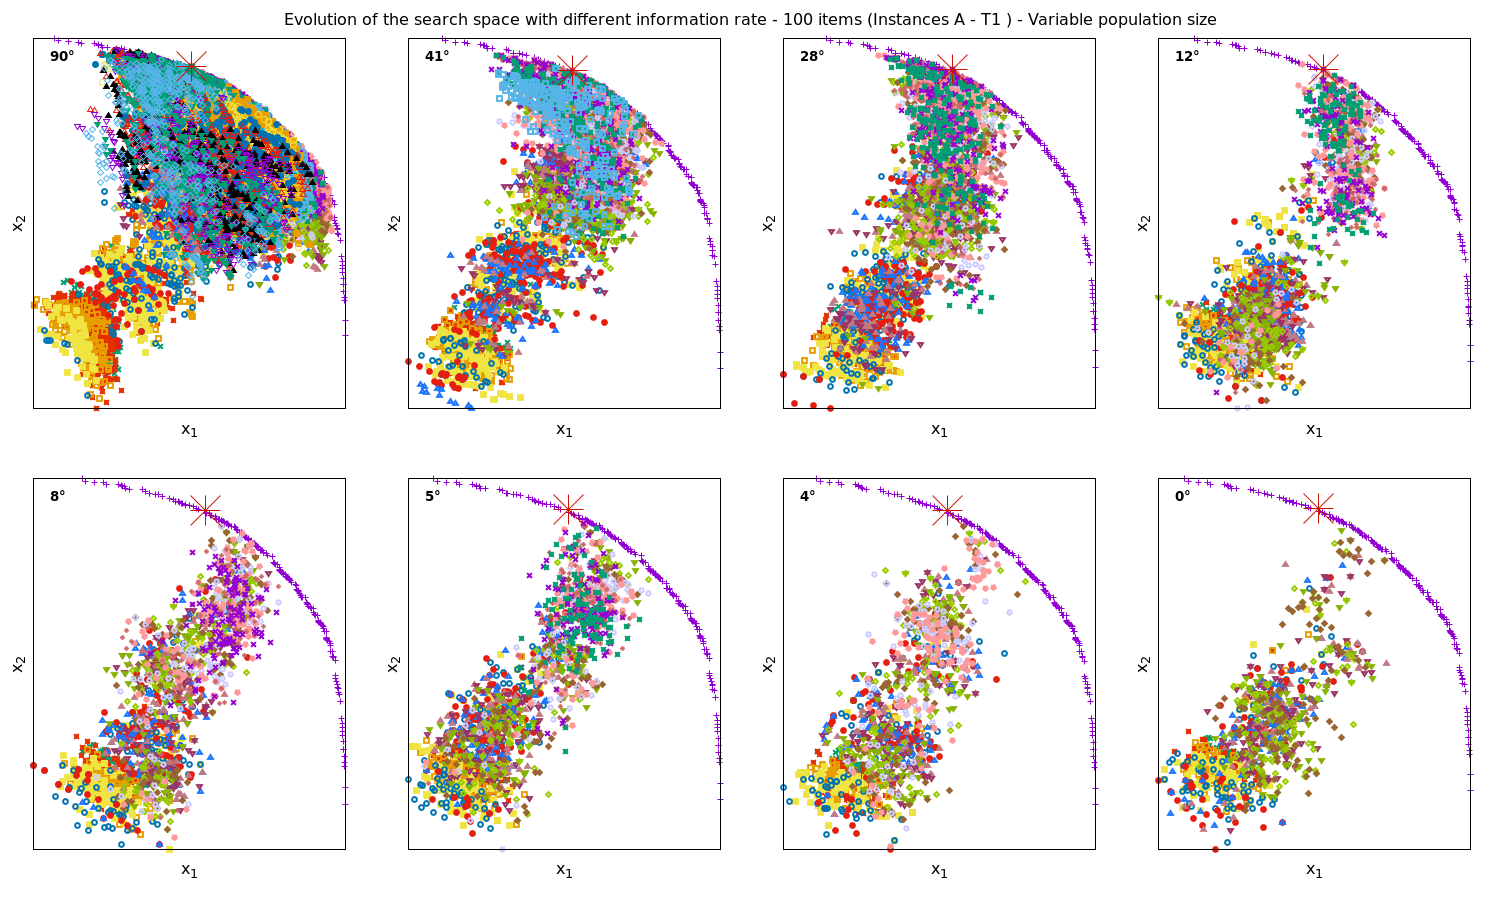 Evolution of the search space with different information rate - 100 items (Instances A - T1 ) - Variable population size
90°
41°
28°
12°
x2
x2
x2
x2
x1
x1
x1
x1
8°
5°
4°
0°
x2
x2
x2
x2
x1
x1
x1
x1